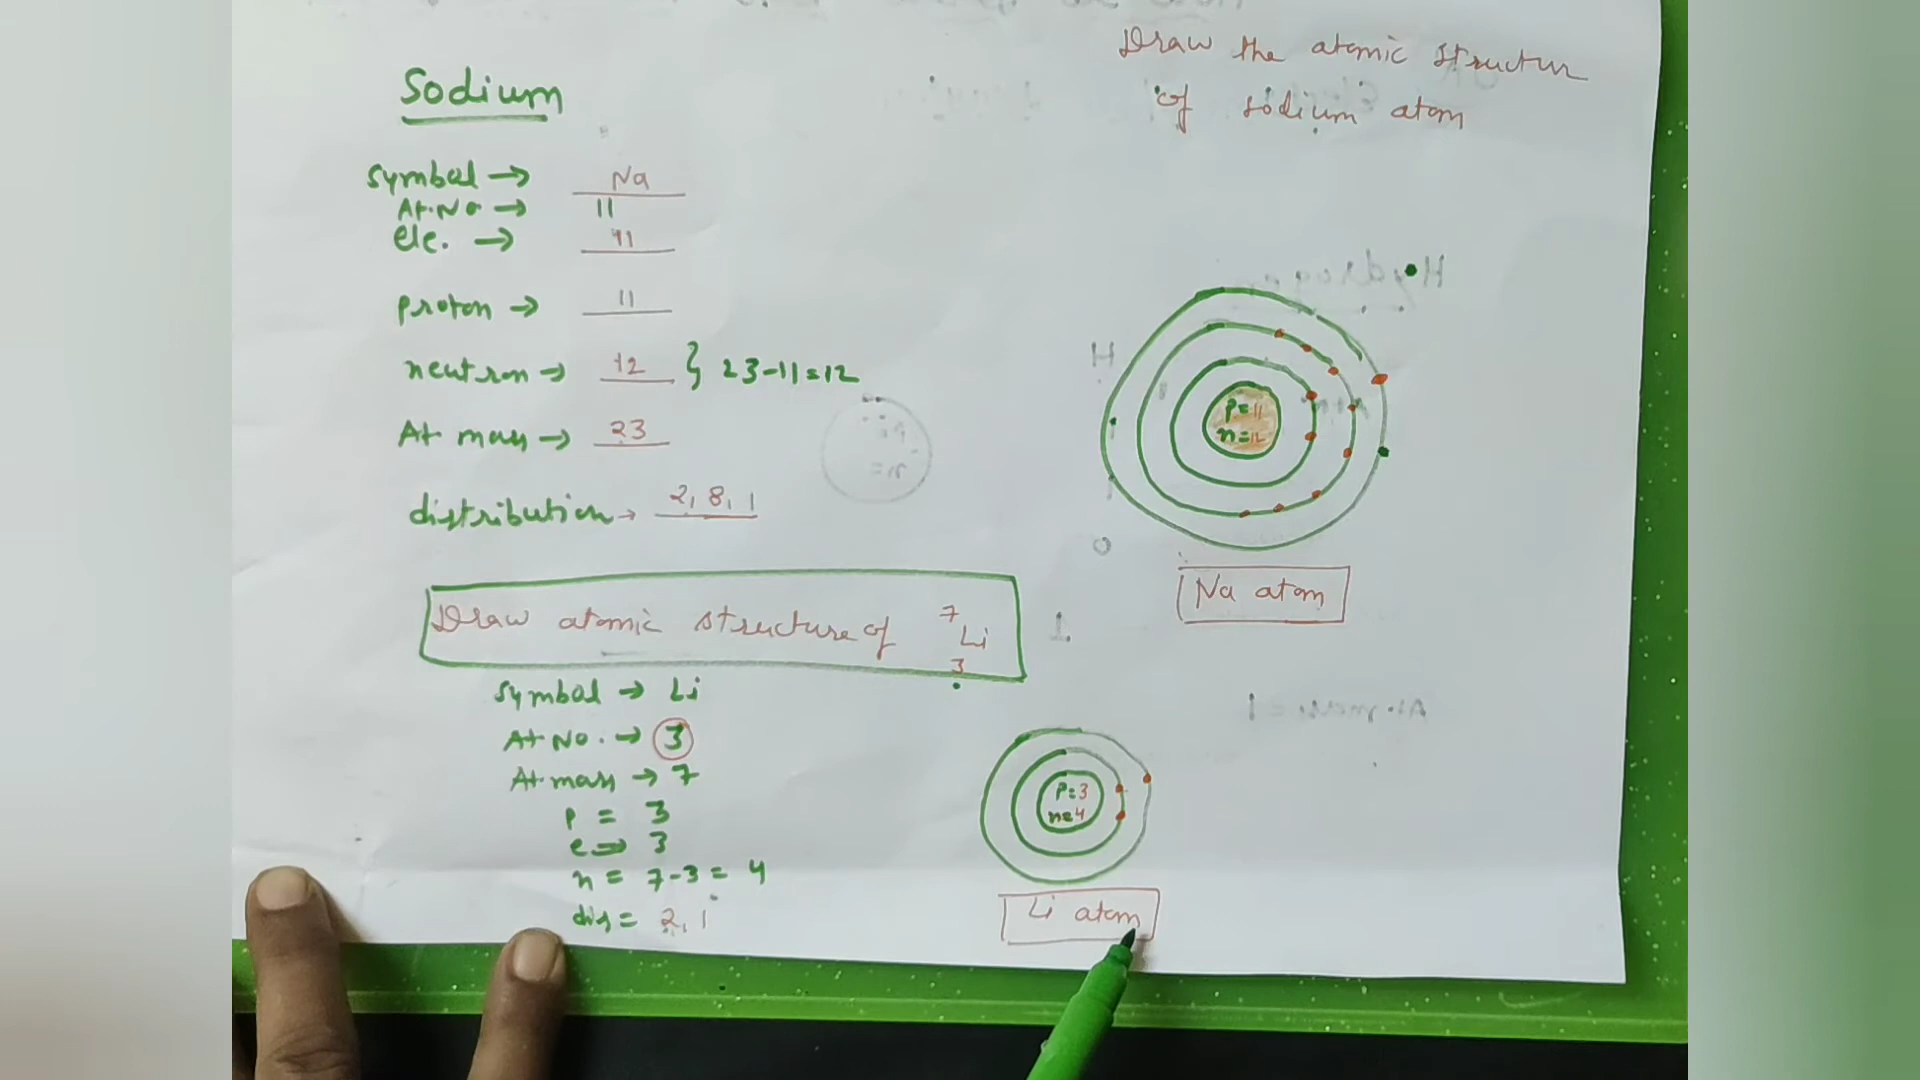 Draw the atomic structur
of sodium atom
Sodium
symbol → Na
At.No → 11
ele. → 11
proton → 11
neutron → 12 } 23-11=12
At mass → 23
distribution → 2, 8, 1
P=11
n=12
Na atom
Draw atomic structure of 7 3 Li
symbol → Li
At No. → 3
At mass → 7
P = 3
e → 3
n = 7-3 = 4
dis = 2, 1
P=3
n=4
Li atom